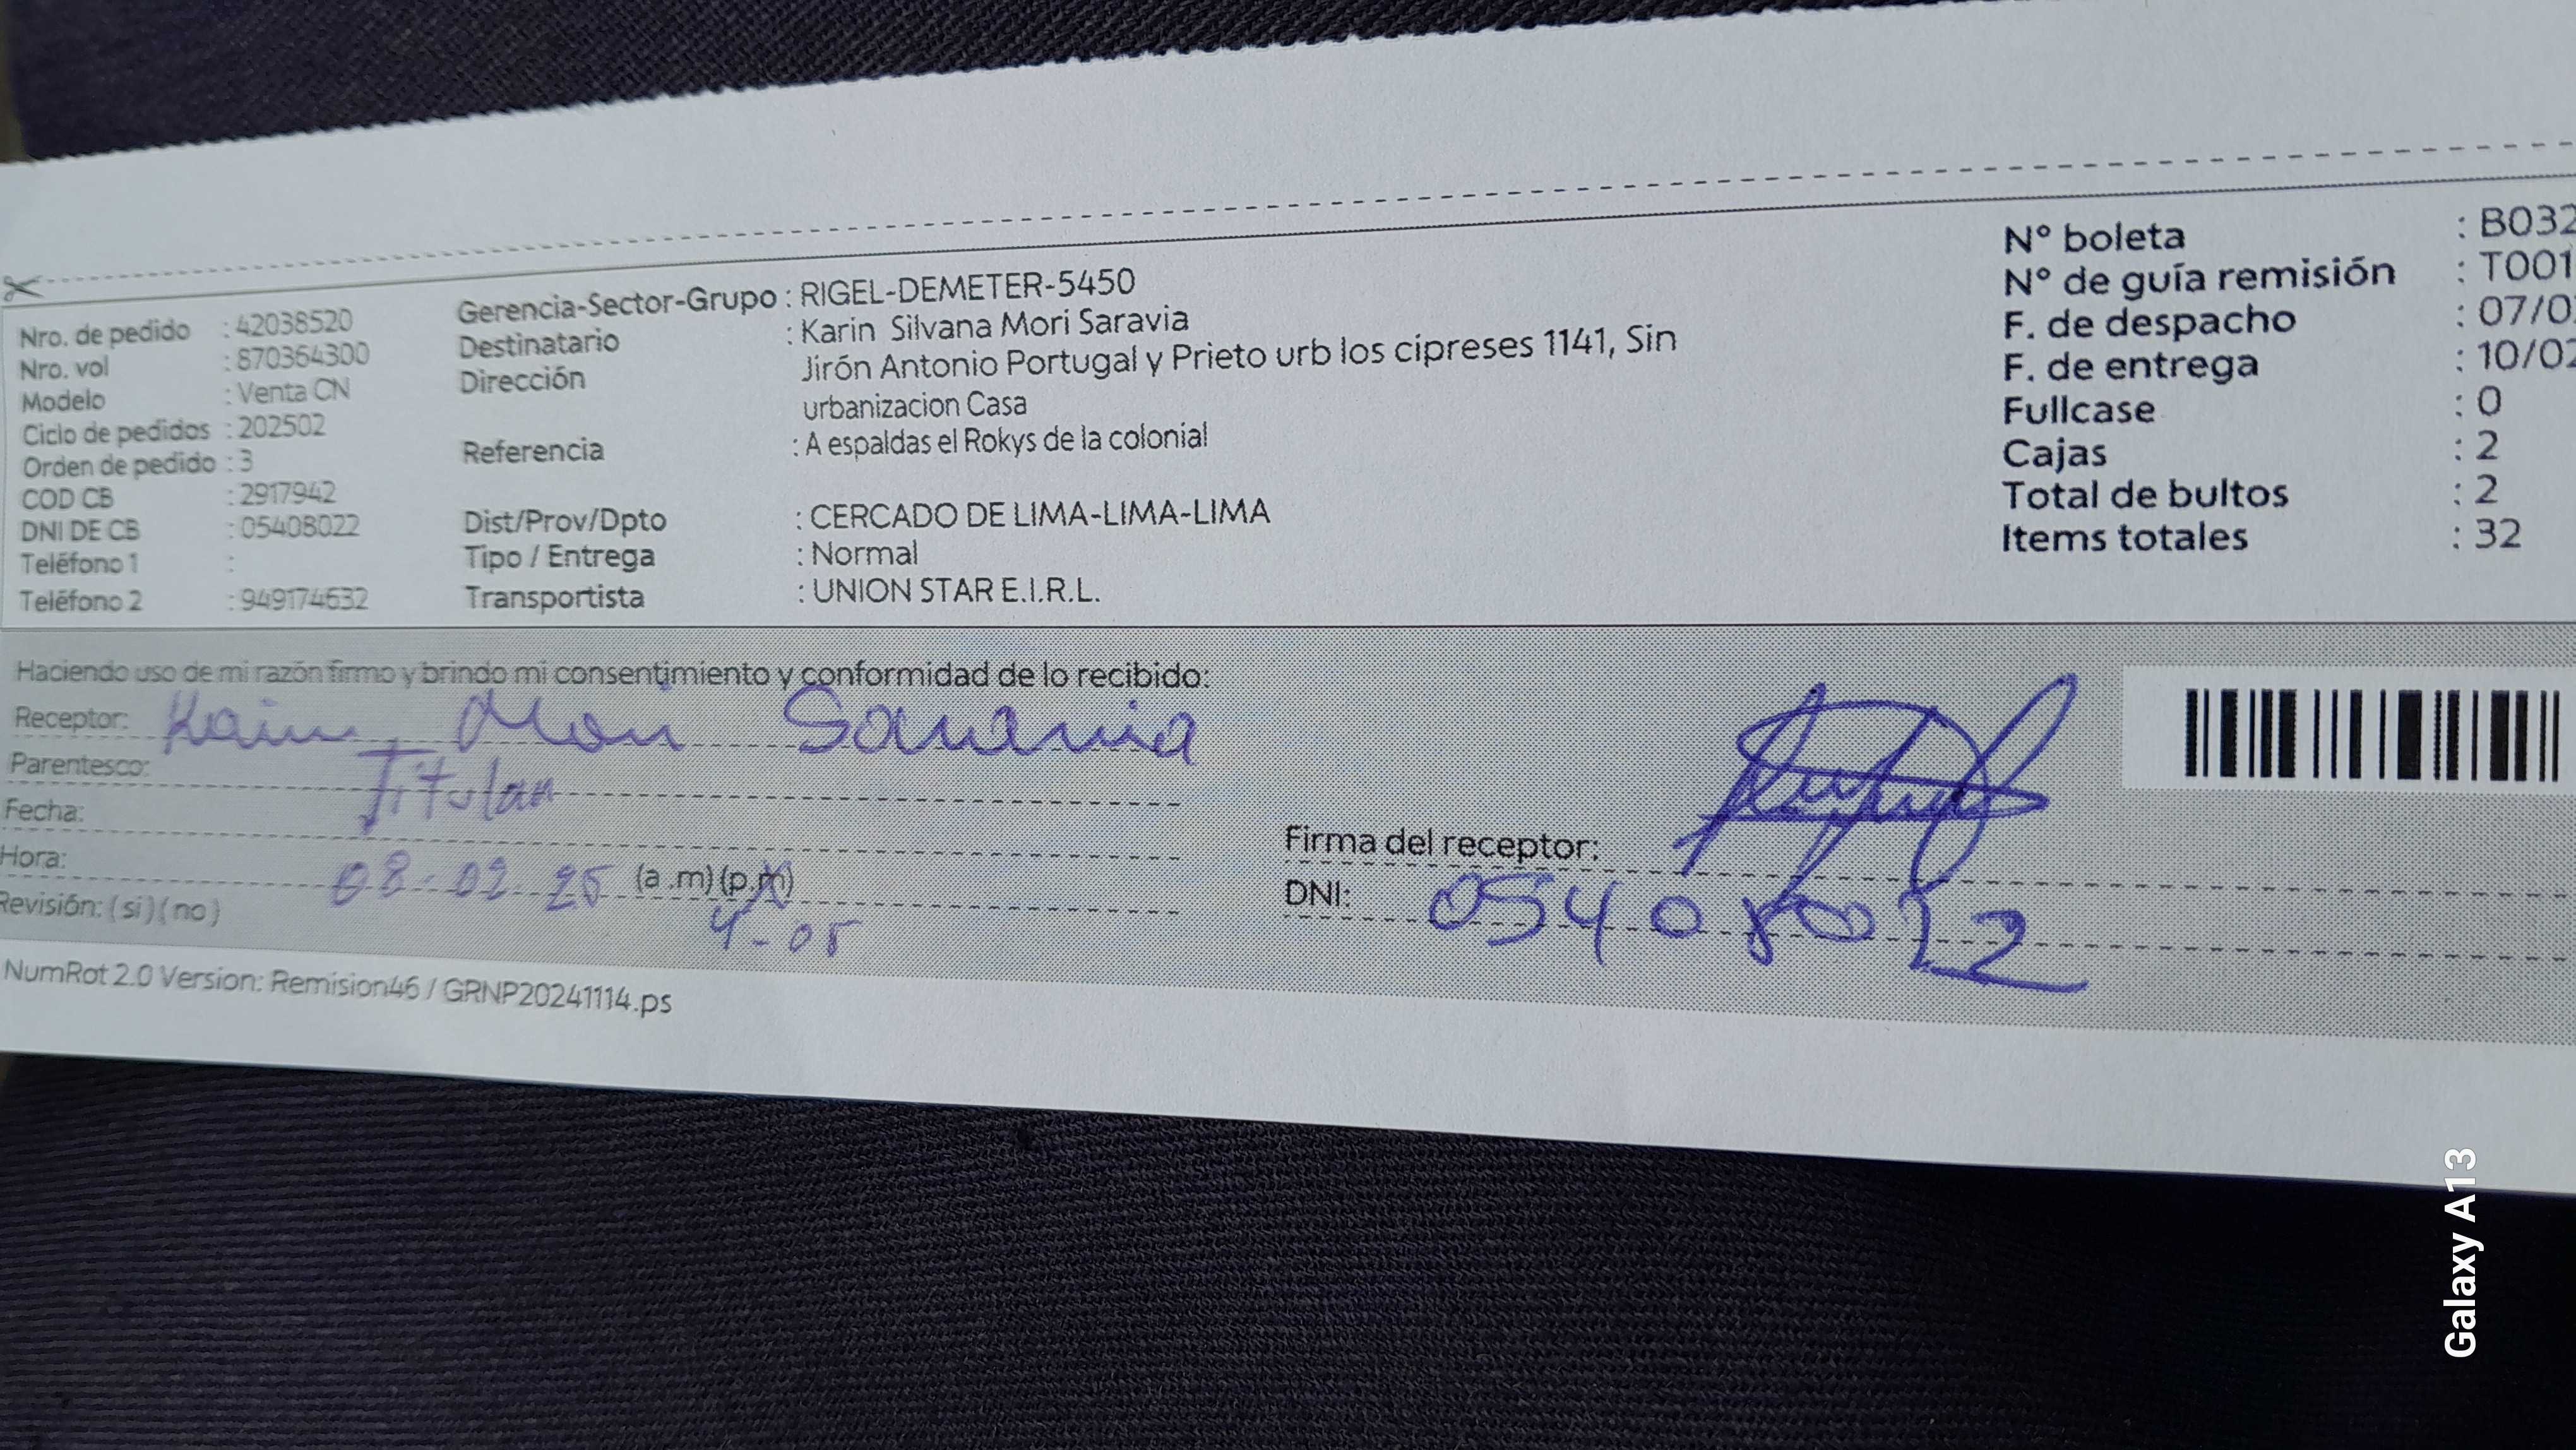 Nro. de pedido : 42038520
Nro. vol : 870364300
Modelo : Venta CN
Ciclo de pedidos : 202502
Orden de pedido : 3
COD CB : 2917942
DNI DE CB : 05408022
Teléfono 1 :
Teléfono 2 : 949174632
Gerencia-Sector-Grupo : RIGEL-DEMETER-5450
Destinatario : Karin Silvana Mori Saravia
Dirección Jirón Antonio Portugal y Prieto urb los cipreses 1141, Sin
urbanizacion Casa
Referencia : A espaldas el Rokys de la colonial
Dist/Prov/Dpto : CERCADO DE LIMA-LIMA-LIMA
Tipo / Entrega : Normal
Transportista : UNION STAR E.I.R.L.
N° boleta : B032
N° de guía remisión : T001
F. de despacho : 07/0
F. de entrega : 10/02
Fullcase : 0
Cajas : 2
Total de bultos : 2
Items totales : 32
Haciendo uso de mi razón firmo y brindo mi consentimiento y conformidad de lo recibido:
Receptor: Karin Mori Saravia
Parentesco: Titular
Fecha:
Hora: 08-02-25 (a .m) (p.m)
Revisión: ( si ) ( no ) 4-05
Firma del receptor:
DNI: 05408022
NumRot 2.0 Version: Remision46 / GRNP20241114.ps
Galaxy A13